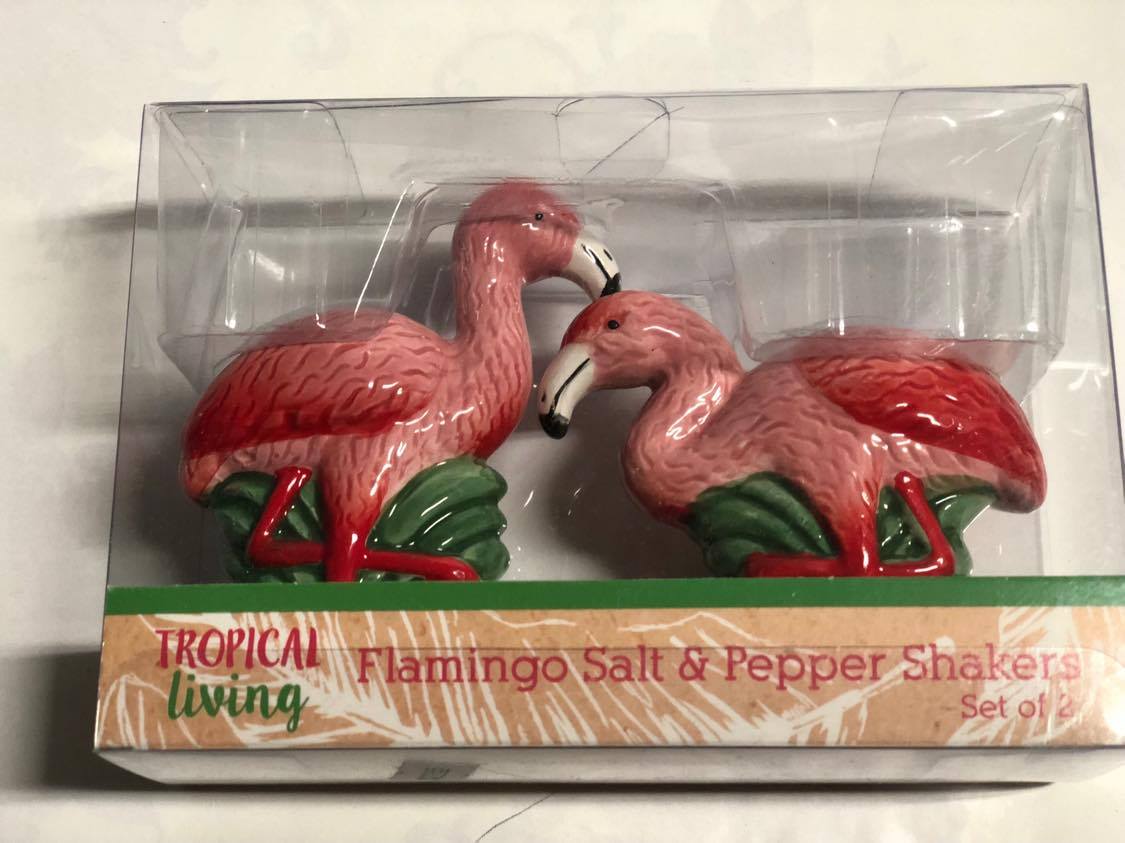 TROPICAL
living
Flamingo Salt & Pepper Shakers
Set of 2